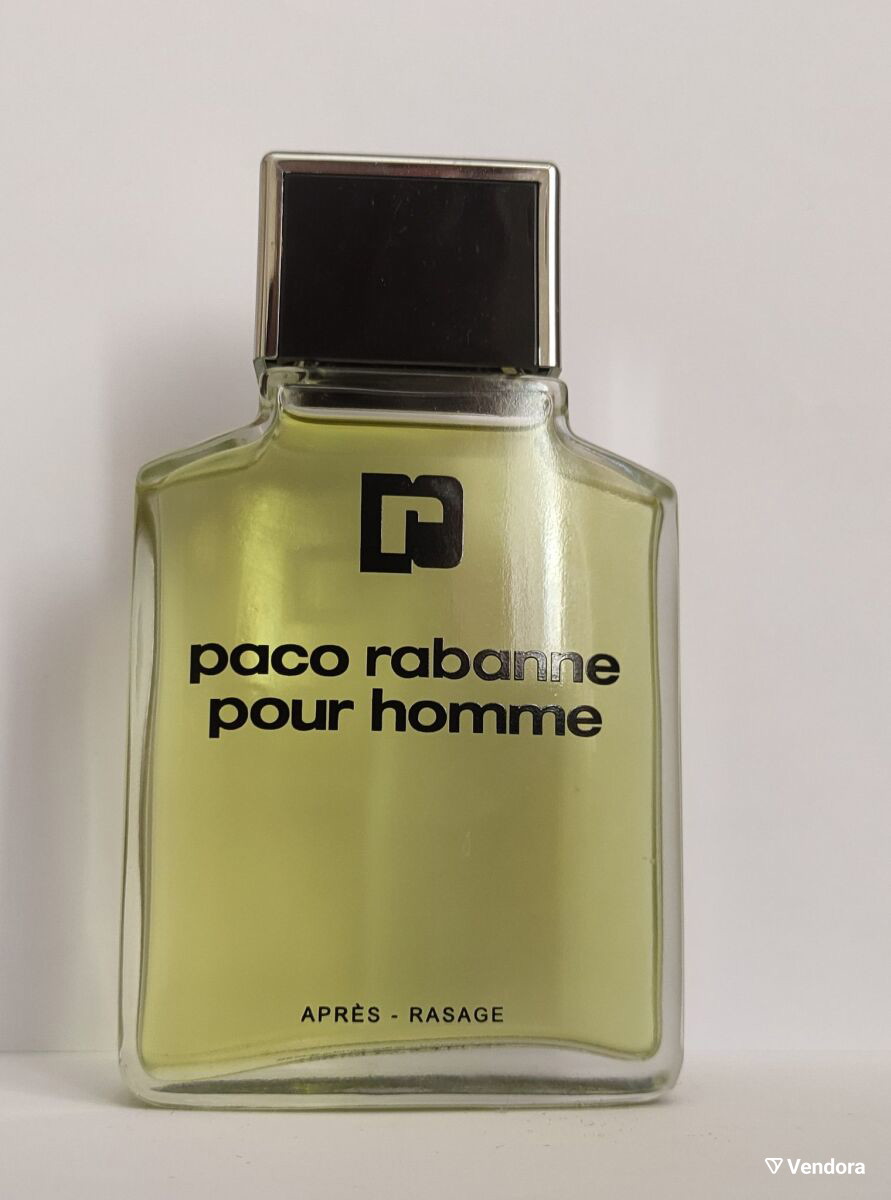 paco rabanne
pour homme
APRÈS - RASAGE
Vendora